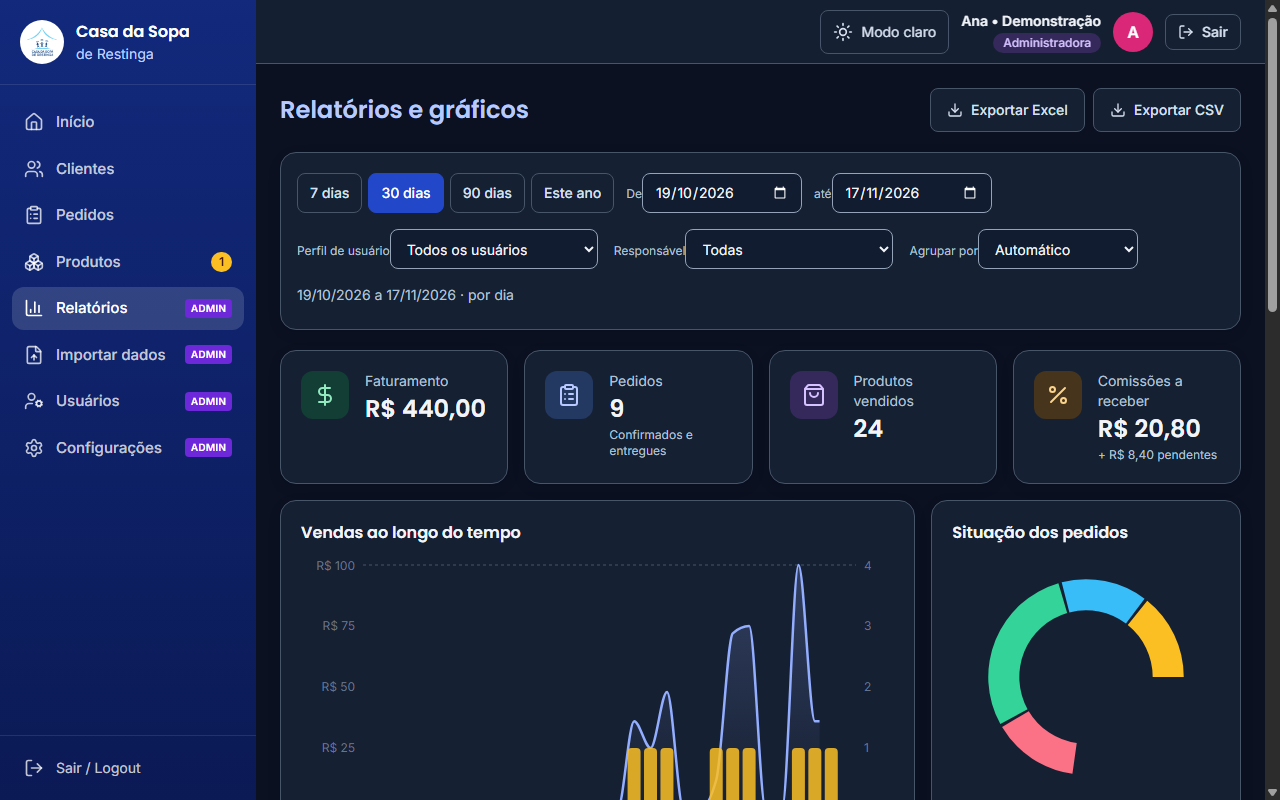 Casa da Sopa
de Restinga
Modo claro
Ana • Demonstração
Administradora
A
Sair
Início
Clientes
Pedidos
Produtos 1
Relatórios ADMIN
Importar dados ADMIN
Usuários ADMIN
Configurações ADMIN
Sair / Logout
Relatórios e gráficos
Exportar Excel
Exportar CSV
7 dias 30 dias 90 dias Este ano De 19/10/2026 até 17/11/2026
Perfil de usuário Todos os usuários Responsável Todas Agrupar por Automático
19/10/2026 a 17/11/2026 · por dia
Faturamento
R$ 440,00
Pedidos
9
Confirmados e
entregues
Produtos
vendidos
24
Comissões a
receber
R$ 20,80
+ R$ 8,40 pendentes
Vendas ao longo do tempo
R$ 100 4
R$ 75 3
R$ 50 2
R$ 25 1
Situação dos pedidos